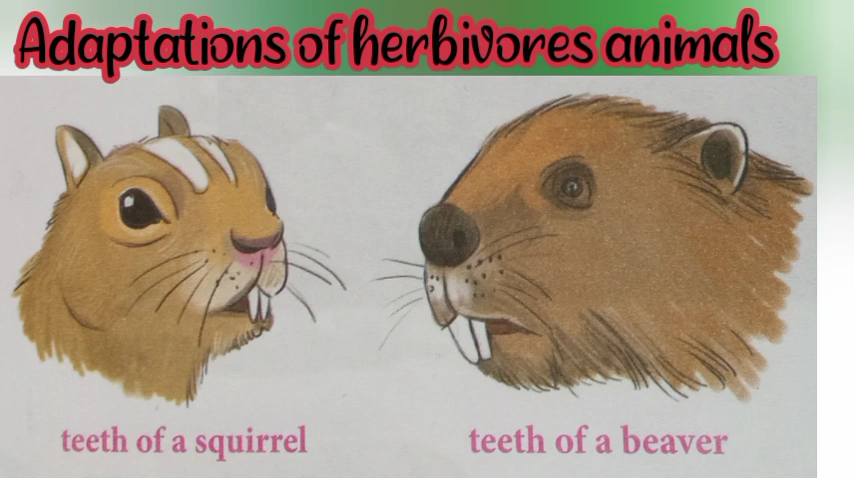 Adaptations of herbivores animals
teeth of a squirrel
teeth of a beaver